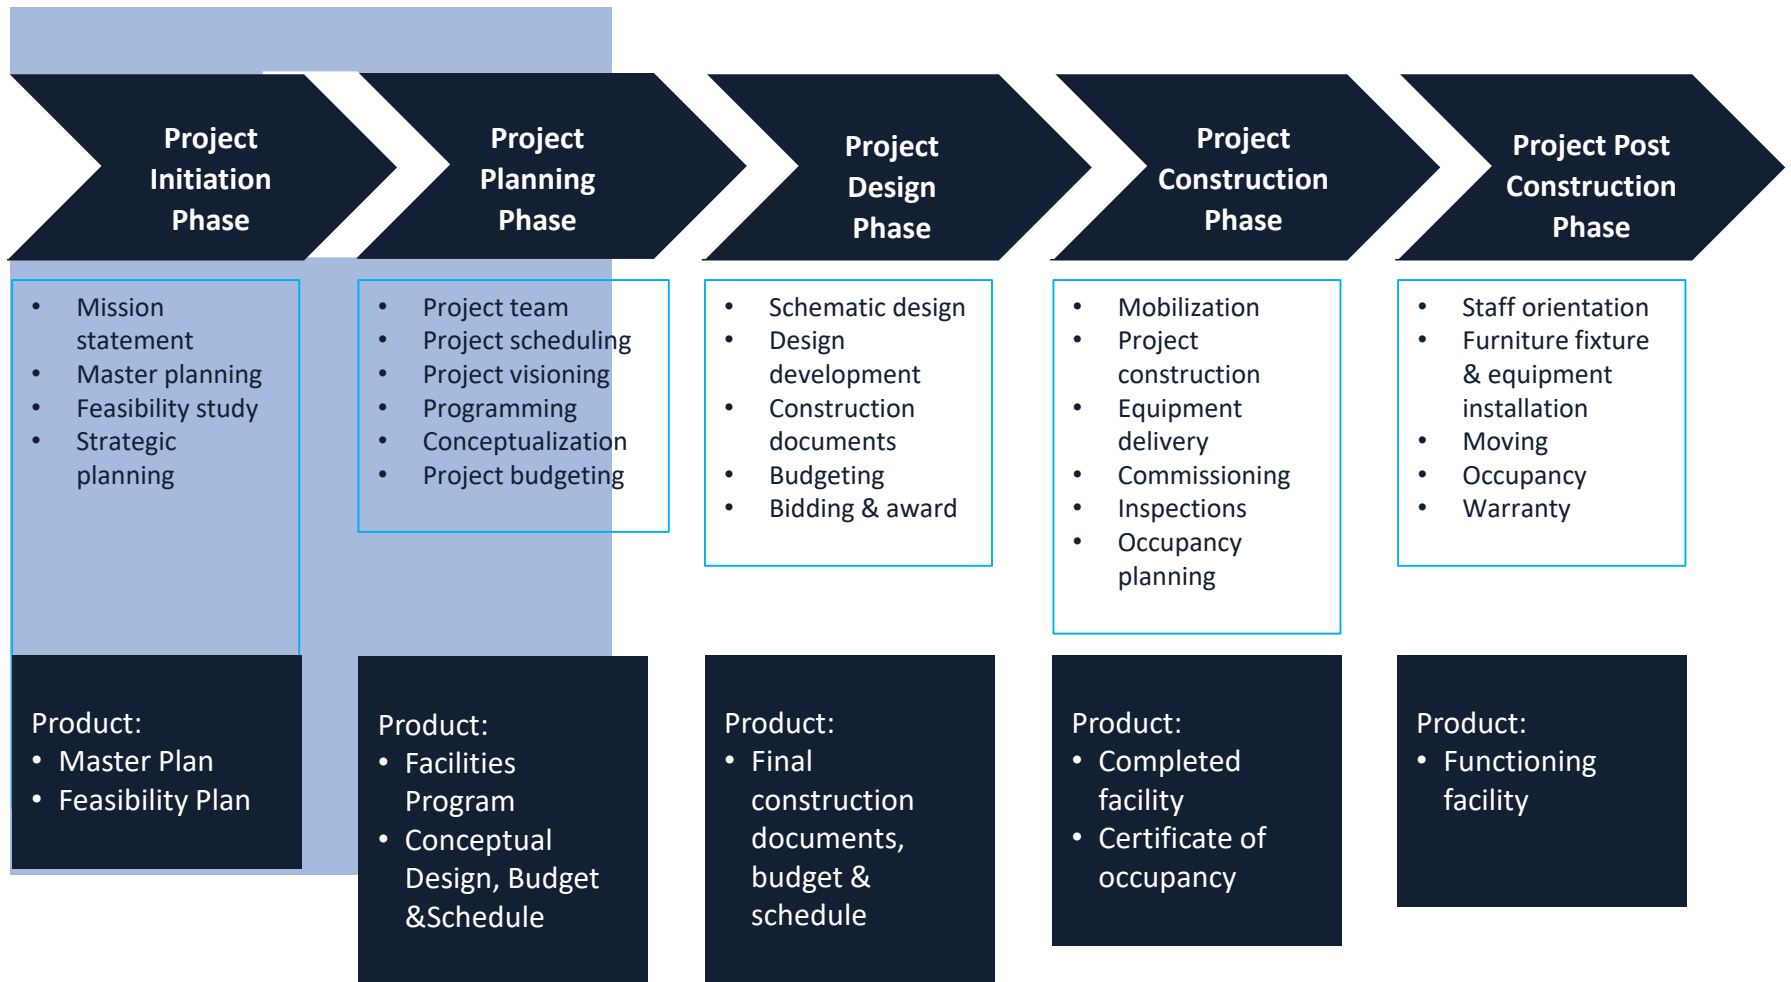 Project
Initiation
Phase
Project
Planning
Phase
Project
Design
Phase
Project
Construction
Phase
Project Post
Construction
Phase
• Mission
statement
• Master planning
• Feasibility study
• Strategic
planning
• Project team
• Project scheduling
• Project visioning
• Programming
• Conceptualization
• Project budgeting
• Schematic design
• Design
development
• Construction
documents
• Budgeting
• Bidding & award
• Mobilization
• Project
construction
• Equipment
delivery
• Commissioning
• Inspections
• Occupancy
planning
• Staff orientation
• Furniture fixture
& equipment
installation
• Moving
• Occupancy
• Warranty
Product:
• Master Plan
• Feasibility Plan
Product:
• Facilities
Program
• Conceptual
Design, Budget
&Schedule
Product:
• Final
construction
documents,
budget &
schedule
Product:
• Completed
facility
• Certificate of
occupancy
Product:
• Functioning
facility